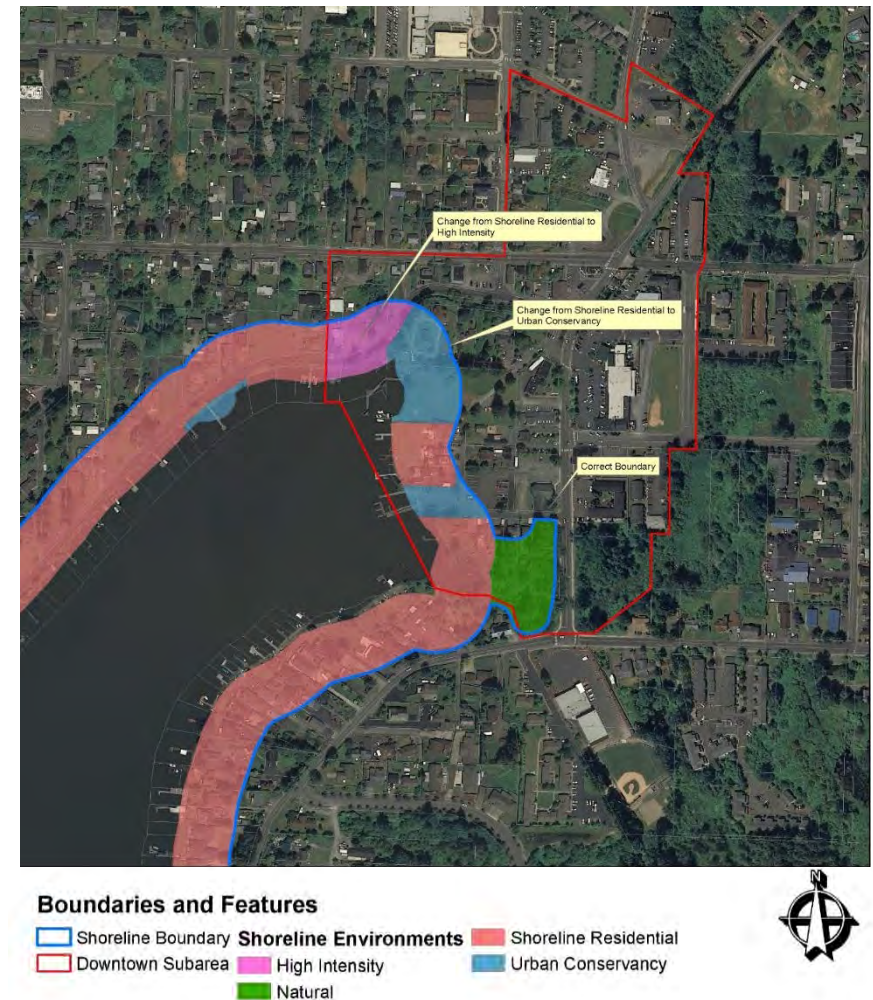 Change from Shoreline Residential to
High Intensity
Change from Shoreline Residential to
Urban Conservancy
Correct Boundary
N
Boundaries and Features
Shoreline Boundary
Downtown Subarea
Shoreline Environments
High Intensity
Natural
Shoreline Residential
Urban Conservancy